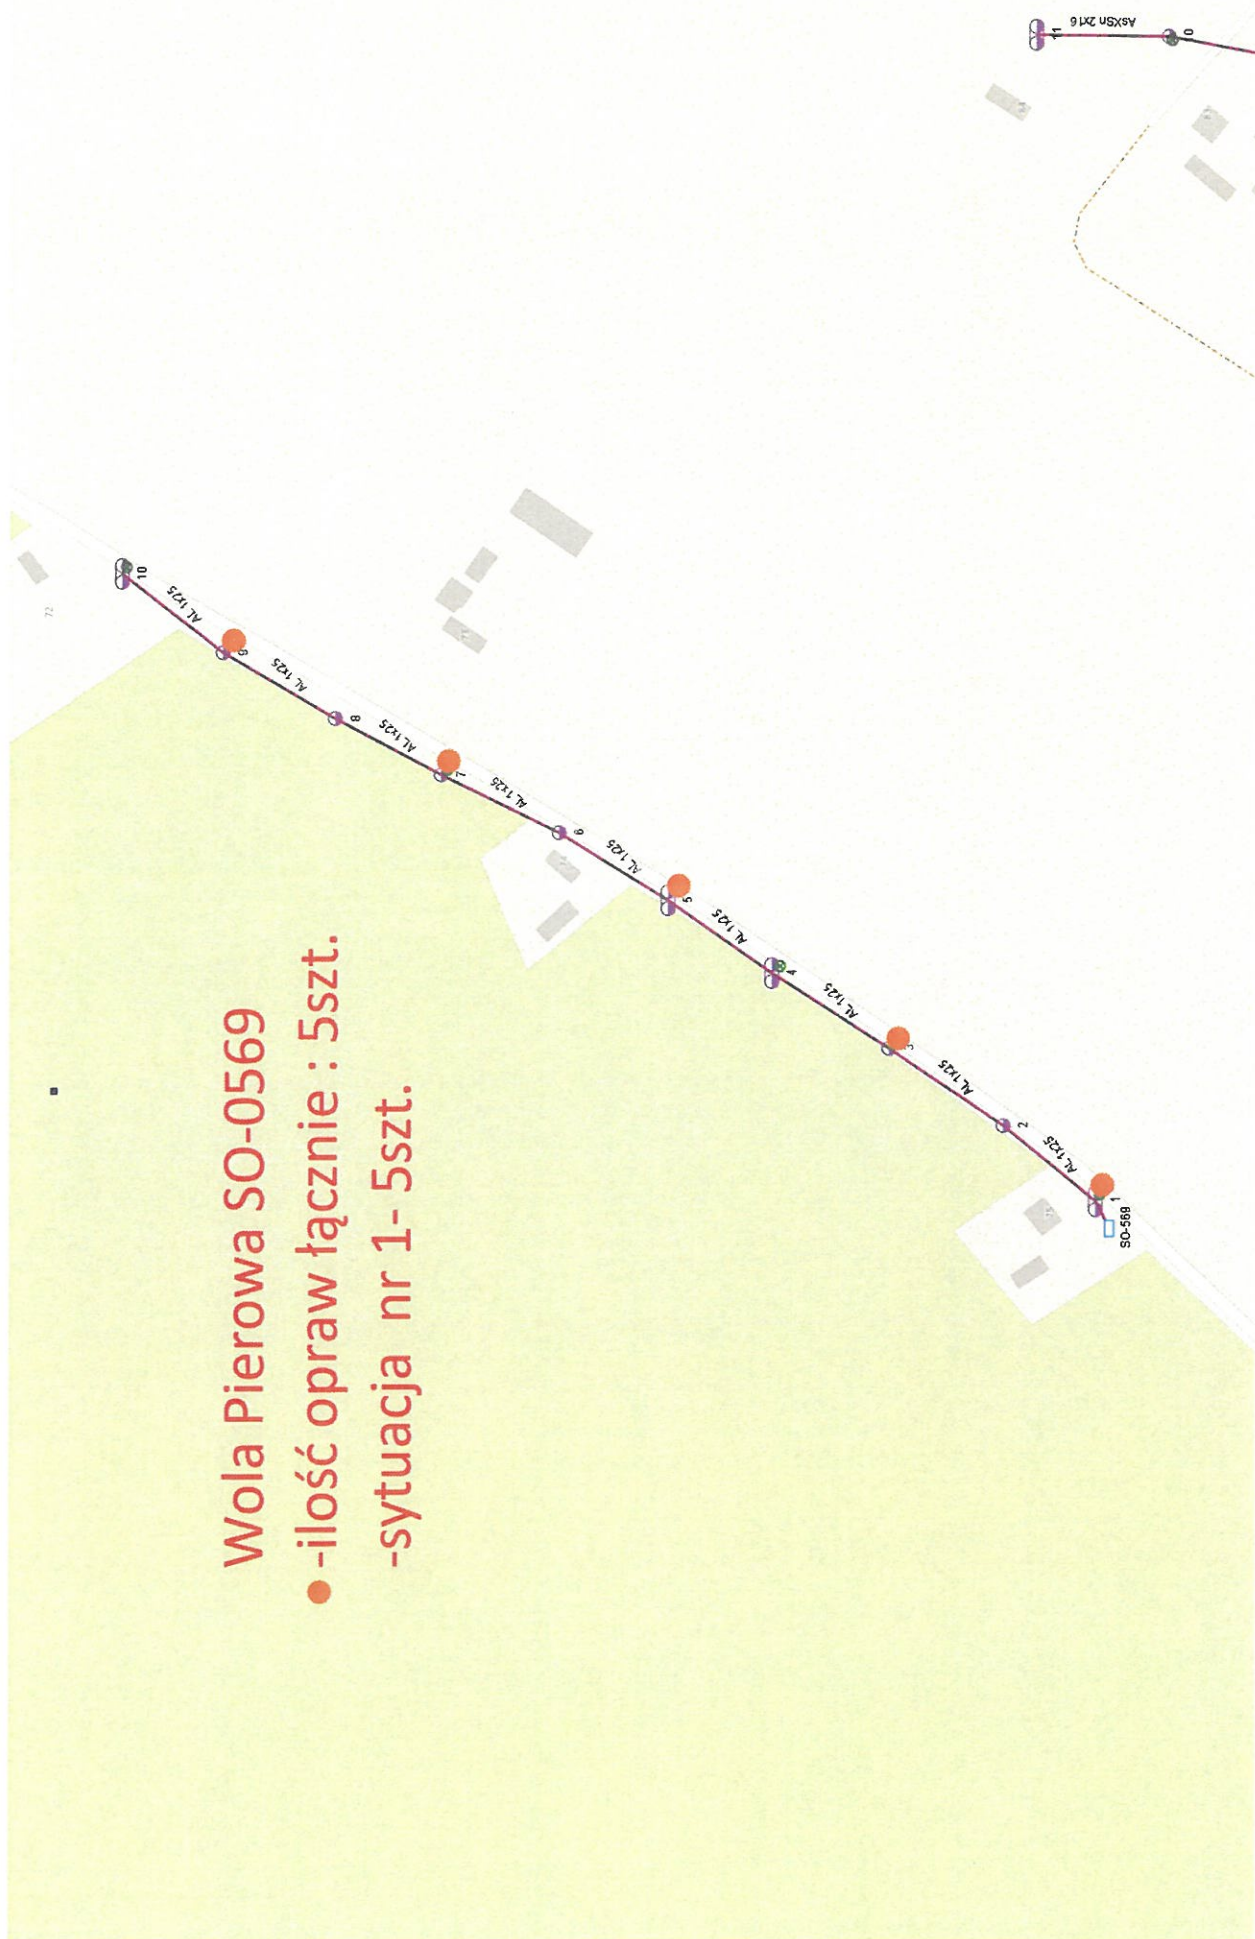 Wola Pierowa SO-0569
-ilość opraw łącznie : 5szt.
-sytuacja nr 1- 5szt.
11
AsXSn 2x16
0
72
10
AL 1x25
9
AL 1x25
8
AL 1x25
7
AL 1x25
6
AL 1x25
5
AL 1x25
AL 1x25
3
AL 1x25
2
AL 1x25
1
SO-569